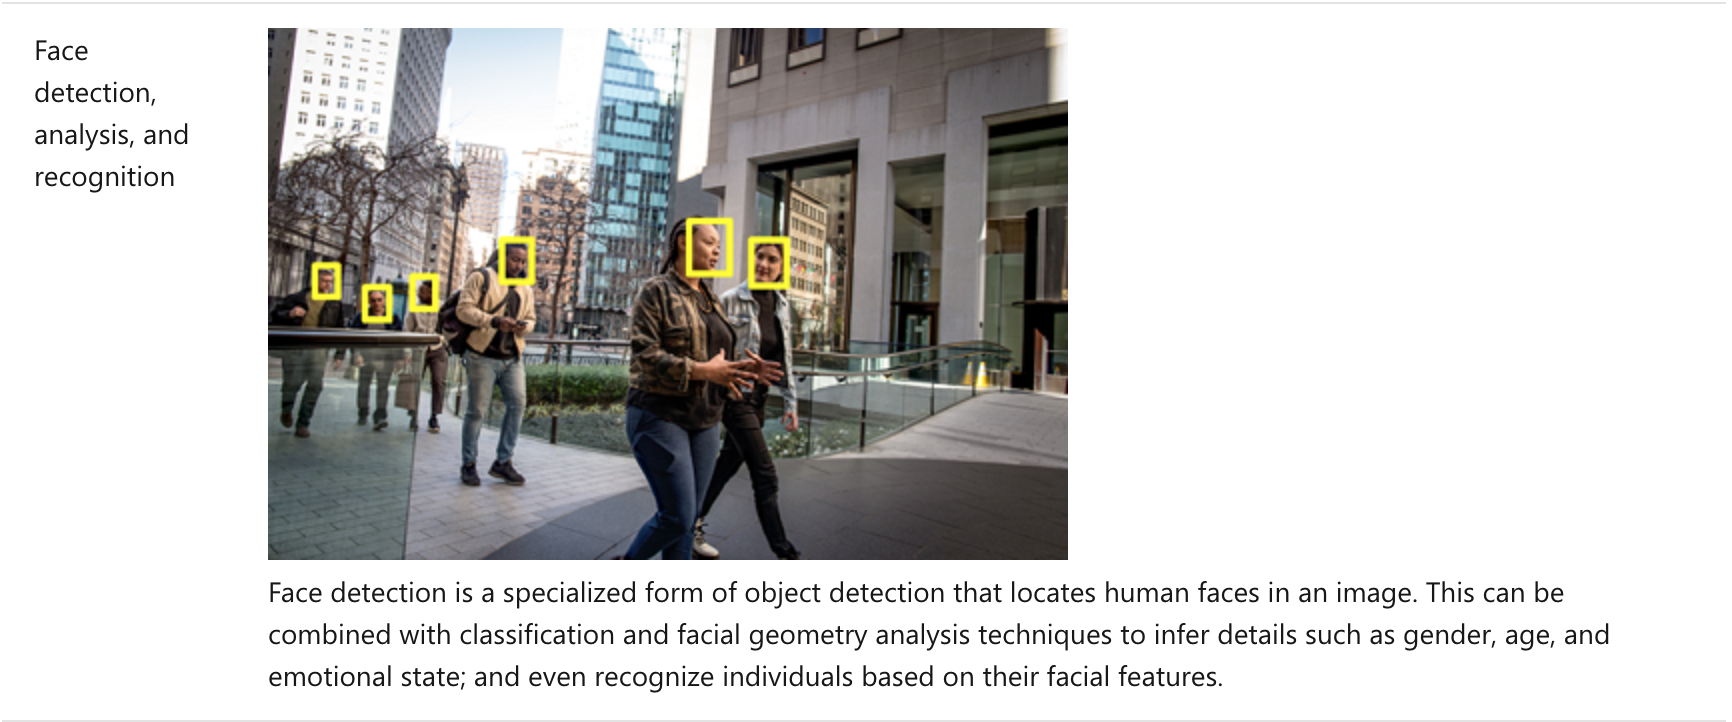 Face
detection,
analysis, and
recognition
Face detection is a specialized form of object detection that locates human faces in an image. This can be
combined with classification and facial geometry analysis techniques to infer details such as gender, age, and
emotional state; and even recognize individuals based on their facial features.